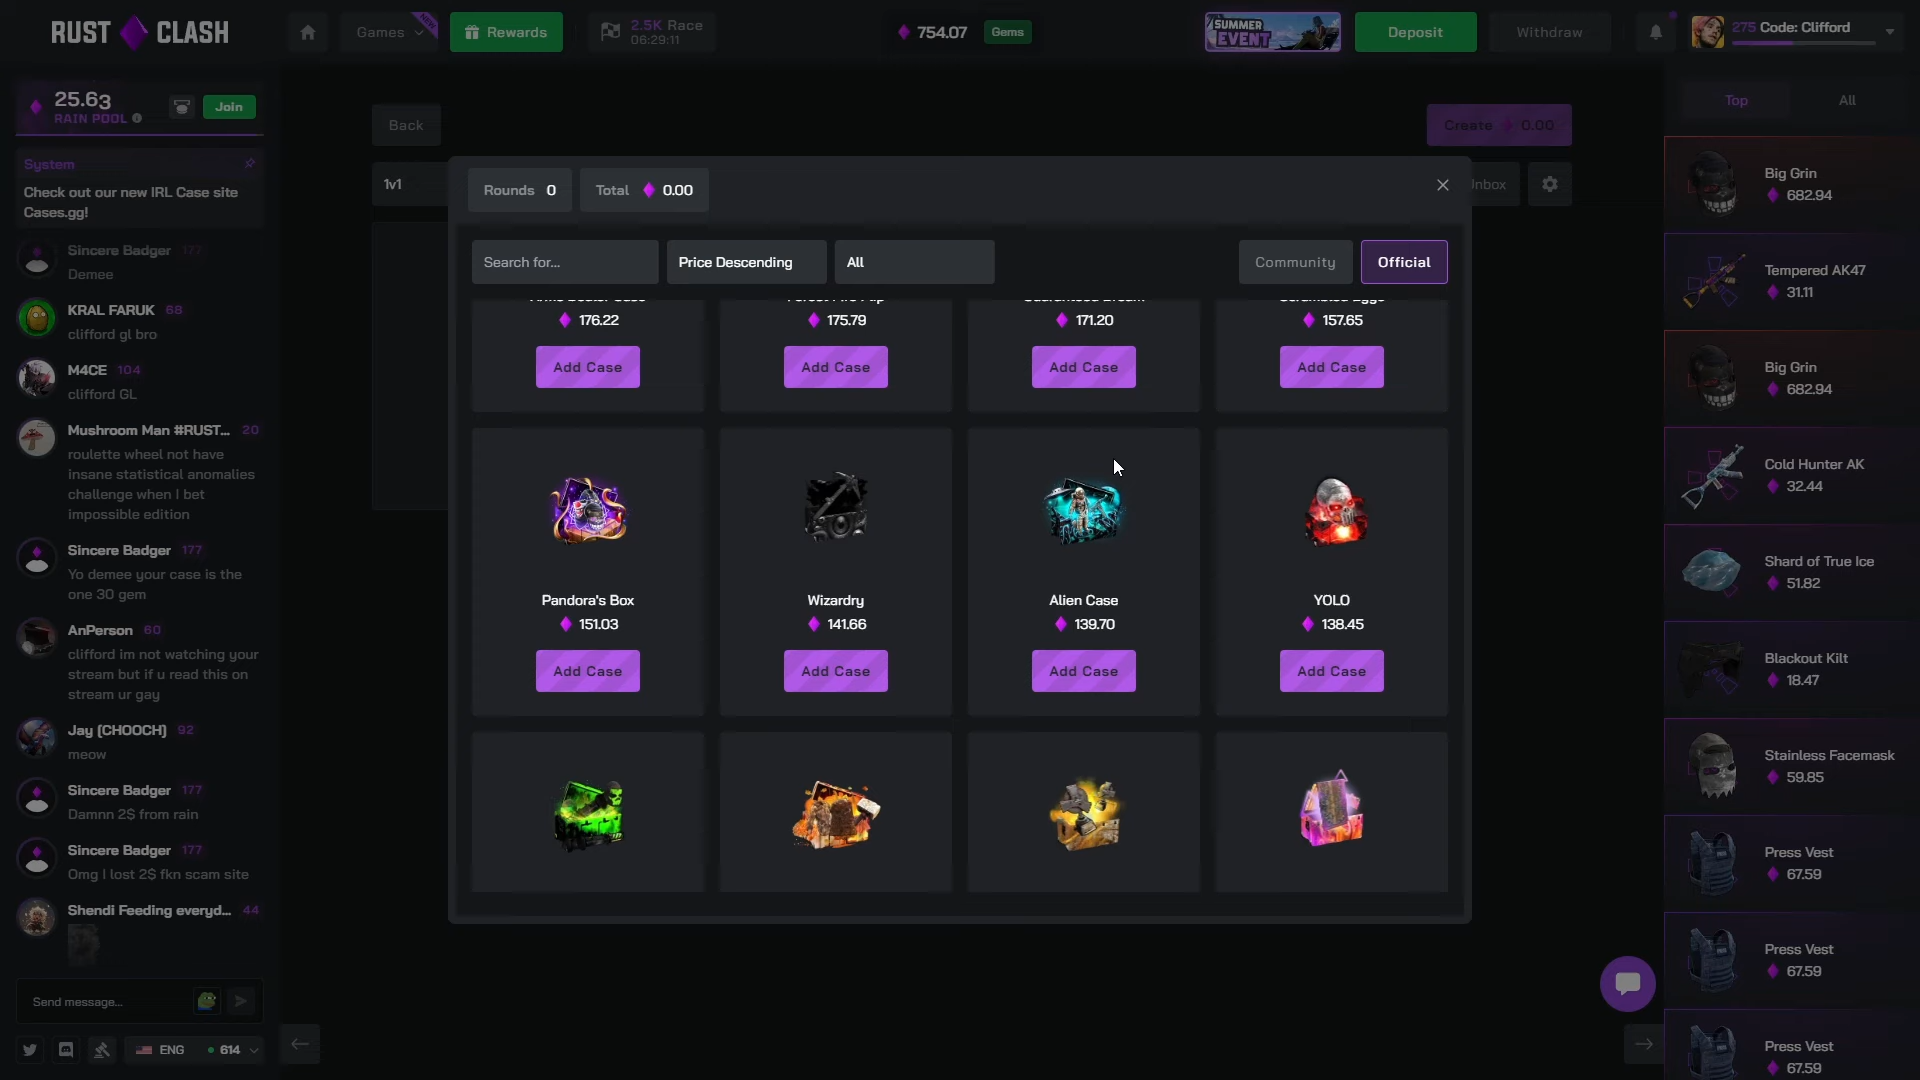 RUST CLASH
Games
NEW
Rewards
2.5K Race
06:29:11
754.07
Gems
SUMMER
EVENT
Deposit
Withdraw
275 Code: Clifford
25.63
RAIN POOL
Join
System
Check out our new IRL Case site
Cases.gg!
Sincere Badger 177
Demee
KRAL FARUK 68
clifford gl bro
M4CE 104
clifford GL
Mushroom Man #RUST... 20
roulette wheel not have
insane statistical anomalies
challenge when I bet
impossible edition
Sincere Badger 177
Yo demee your case is the
one 30 gem
AnPerson 60
clifford im not watching your
stream but if u read this on
stream ur gay
Jay (CHOOCH) 92
meow
Sincere Badger 177
Damnn 2$ from rain
Sincere Badger 177
Omg I lost 2$ fkn scam site
Shendi Feeding everyd... 44
Send message...
ENG
614
Back
Create 0.00
1v1
Unbox
Rounds 0
Total 0.00
Search for...
Price Descending
All
Community
Official
176.22
Add Case
175.79
Add Case
171.20
Add Case
157.65
Add Case
Pandora's Box
151.03
Add Case
Wizardry
141.66
Add Case
Alien Case
139.70
Add Case
YOLO
138.45
Add Case
Top
All
Big Grin
682.94
Tempered AK47
31.11
Big Grin
682.94
Cold Hunter AK
32.44
Shard of True Ice
51.82
Blackout Kilt
18.47
Stainless Facemask
59.85
Press Vest
67.59
Press Vest
67.59
Press Vest
67.59